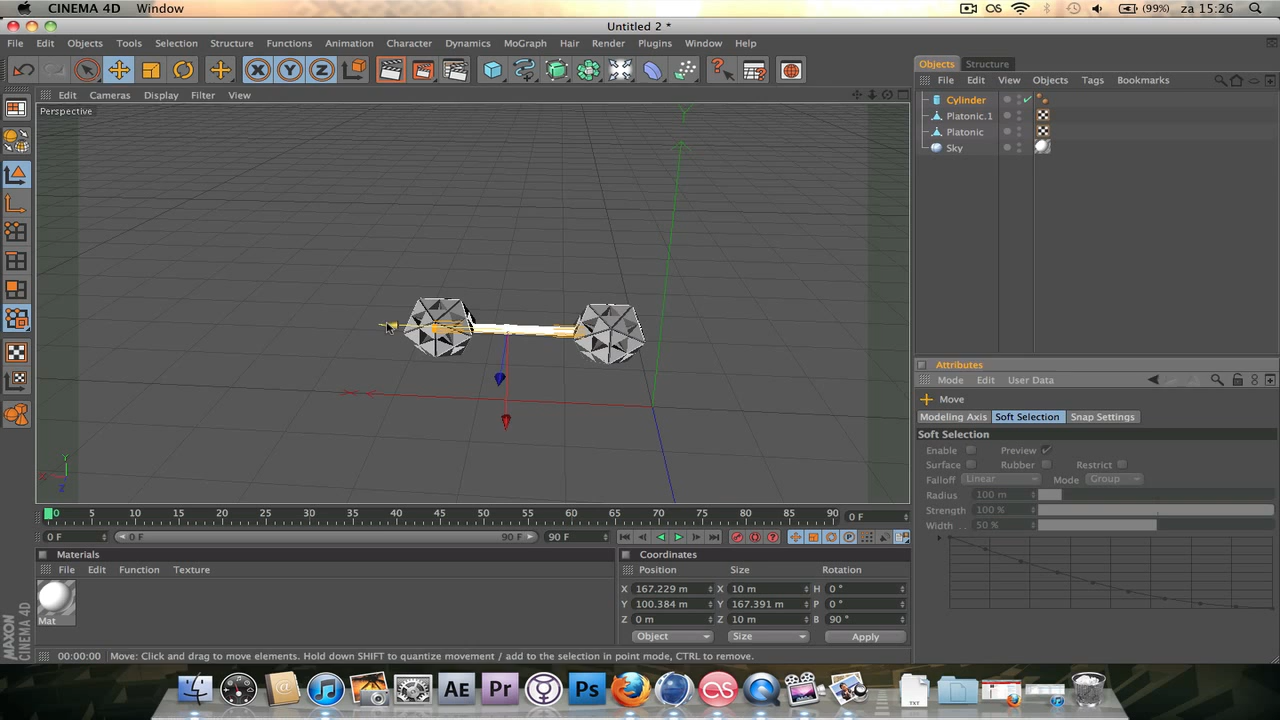 CINEMA 4D Window (99%) za 15:26
Untitled 2 *
File Edit Objects Tools Selection Structure Functions Animation Character Dynamics MoGraph Hair Render Plugins Window Help
X Y Z
Objects Structure
File Edit View Objects Tags Bookmarks
Edit Cameras Display Filter View
Perspective
Cylinder
Platonic.1
Platonic
Sky
Y
Attributes
Mode Edit User Data
Move
Modeling Axis Soft Selection Snap Settings
Soft Selection
Enable Preview
Surface Rubber Restrict
Falloff Linear Mode Group
Radius 100 m
Strength 100 %
Width . . 50 %
Y
X
Z
0 5 10 15 20 25 30 35 40 45 50 55 60 65 70 75 80 85 90 0 F
0 F 0 F 90 F 90 F
Materials
File Edit Function Texture
Mat
Coordinates
Position Size Rotation
X 167.229 m X 10 m H 0 °
Y 100.384 m Y 167.391 m P 0 °
Z 0 m Z 10 m B 90 °
Object Size Apply
MAXON
CINEMA 4D
00:00:00 Move: Click and drag to move elements. Hold down SHIFT to quantize movement / add to the selection in point mode, CTRL to remove.
AE Pr Ps
TXT